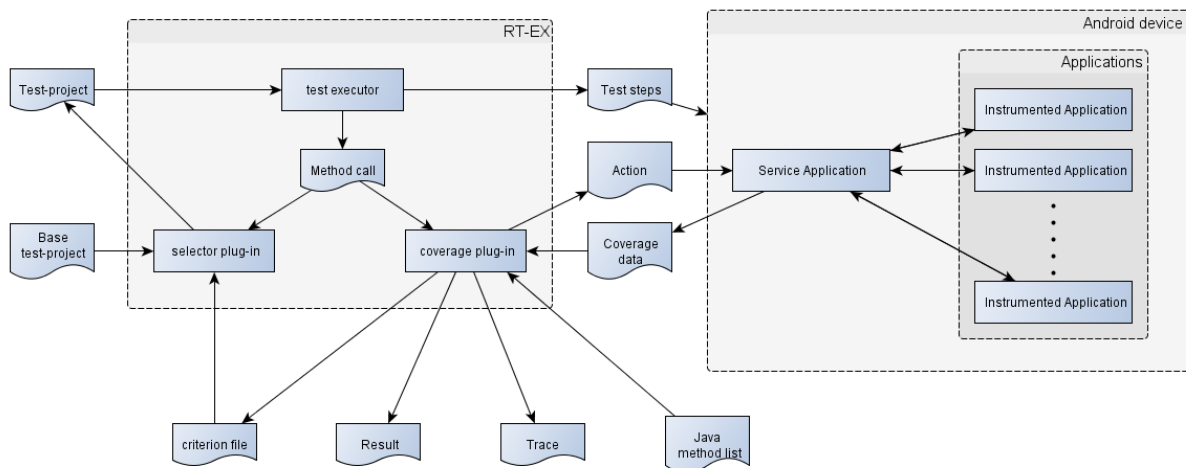 RT-EX
Android device
Applications
Test-project
test executor
Test steps
Instrumented Application
Method call
Action
Service Application
Instrumented Application
Base
test-project
selector plug-in
coverage plug-in
Coverage
data
Instrumented Application
criterion file
Result
Trace
Java
method list